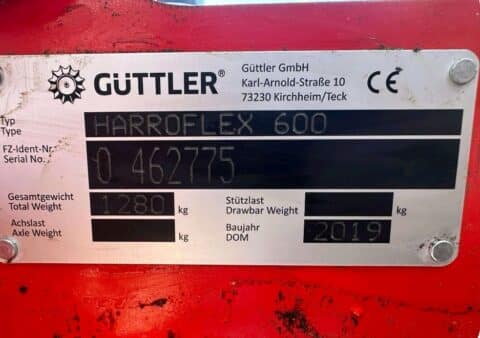 GÜTTLER®
Güttler GmbH
Karl-Arnold-Straße 10
73230 Kirchheim/Teck
CE
Typ
Type
HARROFLEX 600
FZ-Ident-Nr.
Serial No.
0 462775
Gesamtgewicht
Total Weight
1280 kg
Stützlast
Drawbar Weight
kg
Achslast
Axle Weight
kg
Baujahr
DOM
2019